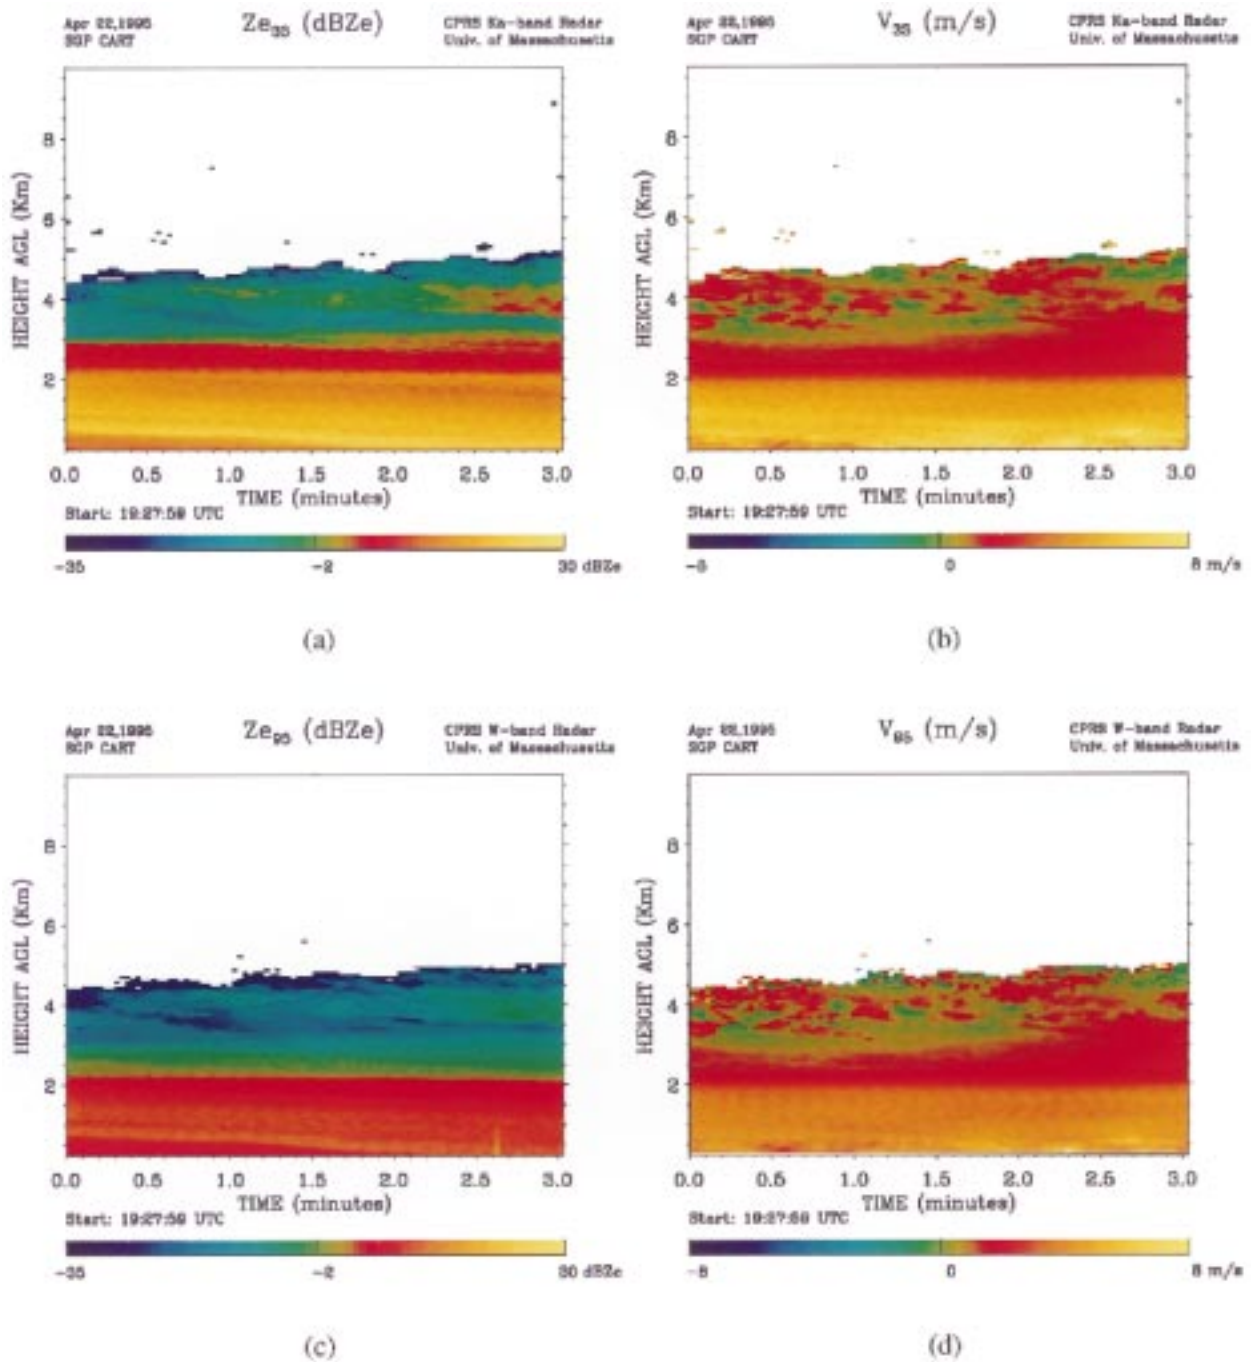 Apr 22,1995
SGP CART
Ze35 (dBZe)
CPRS Ka-band Radar
Univ. of Massachusetts
HEIGHT AGL (Km)
8
6
4
2
0.0 0.5 1.0 1.5 2.0 2.5 3.0
TIME (minutes)
Start: 19:27:59 UTC
-35 -2 30 dBZe
(a)
Apr 22,1995
SGP CART
V35 (m/s)
CPRS Ka-band Radar
Univ. of Massachusetts
HEIGHT AGL (Km)
8
6
4
2
0.0 0.5 1.0 1.5 2.0 2.5 3.0
TIME (minutes)
Start: 19:27:59 UTC
-8 0 8 m/s
(b)
Apr 22,1995
SGP CART
Ze95 (dBZe)
CPRS W-band Radar
Univ. of Massachusetts
HEIGHT AGL (Km)
8
6
4
2
0.0 0.5 1.0 1.5 2.0 2.5 3.0
TIME (minutes)
Start: 19:27:59 UTC
-35 -2 30 dBZe
(c)
Apr 22,1995
SGP CART
V95 (m/s)
CPRS W-band Radar
Univ. of Massachusetts
HEIGHT AGL (Km)
8
6
4
2
0.0 0.5 1.0 1.5 2.0 2.5 3.0
TIME (minutes)
Start: 19:27:59 UTC
-8 0 8 m/s
(d)